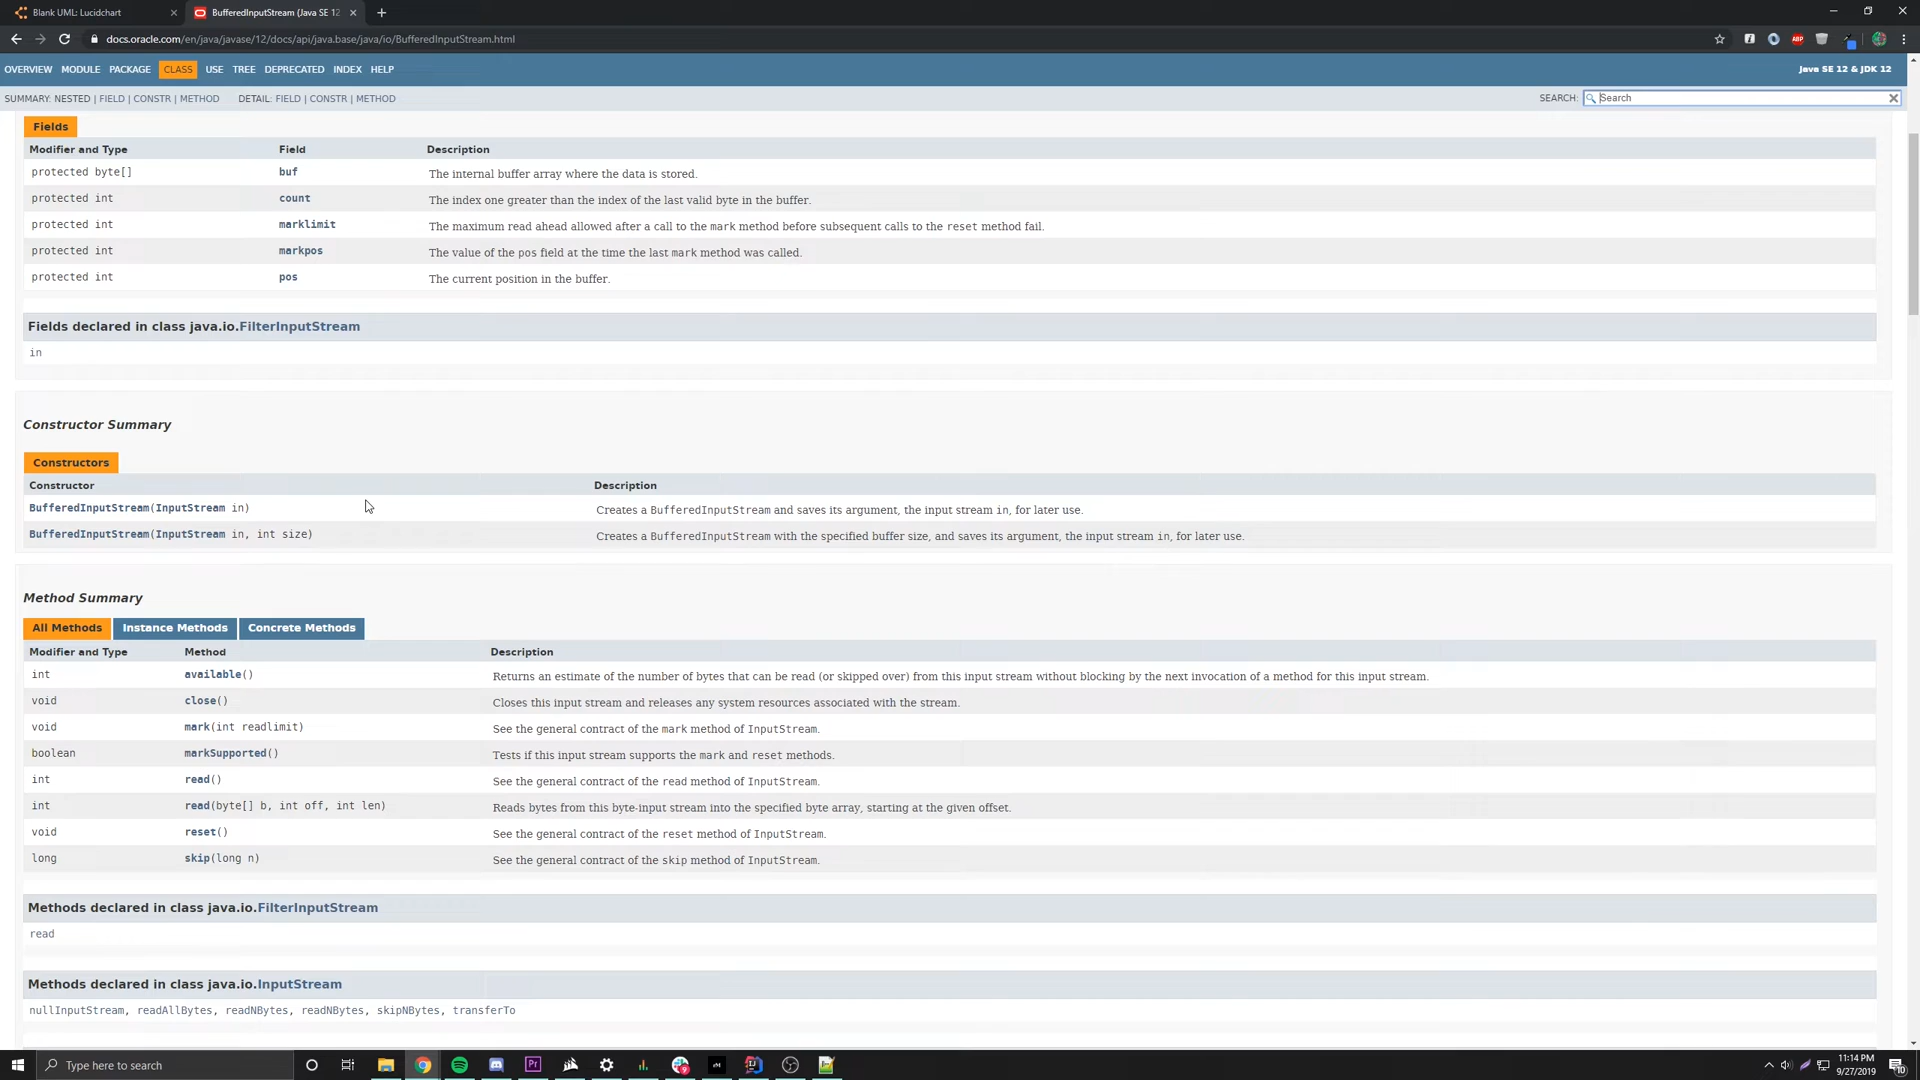 Blank UML: Lucidchart
BufferedInputStream (Java SE 12
docs.oracle.com/en/java/javase/12/docs/api/java.base/java/io/BufferedInputStream.html
ABP
OVERVIEW MODULE PACKAGE CLASS USE TREE DEPRECATED INDEX HELP
Java SE 12 & JDK 12
SUMMARY: NESTED | FIELD | CONSTR | METHOD DETAIL: FIELD | CONSTR | METHOD
SEARCH: Search
Fields
Modifier and Type Field Description
protected byte[] buf The internal buffer array where the data is stored.
protected int count The index one greater than the index of the last valid byte in the buffer.
protected int marklimit The maximum read ahead allowed after a call to the mark method before subsequent calls to the reset method fail.
protected int markpos The value of the pos field at the time the last mark method was called.
protected int pos The current position in the buffer.
Fields declared in class java.io.FilterInputStream
in
Constructor Summary
Constructors
Constructor Description
BufferedInputStream(InputStream in) Creates a BufferedInputStream and saves its argument, the input stream in, for later use.
BufferedInputStream(InputStream in, int size) Creates a BufferedInputStream with the specified buffer size, and saves its argument, the input stream in, for later use.
Method Summary
All Methods Instance Methods Concrete Methods
Modifier and Type Method Description
int available() Returns an estimate of the number of bytes that can be read (or skipped over) from this input stream without blocking by the next invocation of a method for this input stream.
void close() Closes this input stream and releases any system resources associated with the stream.
void mark(int readlimit) See the general contract of the mark method of InputStream.
boolean markSupported() Tests if this input stream supports the mark and reset methods.
int read() See the general contract of the read method of InputStream.
int read(byte[] b, int off, int len) Reads bytes from this byte-input stream into the specified byte array, starting at the given offset.
void reset() See the general contract of the reset method of InputStream.
long skip(long n) See the general contract of the skip method of InputStream.
Methods declared in class java.io.FilterInputStream
read
Methods declared in class java.io.InputStream
nullInputStream, readAllBytes, readNBytes, readNBytes, skipNBytes, transferTo
Type here to search
Pr
11:14 PM
9/27/2019